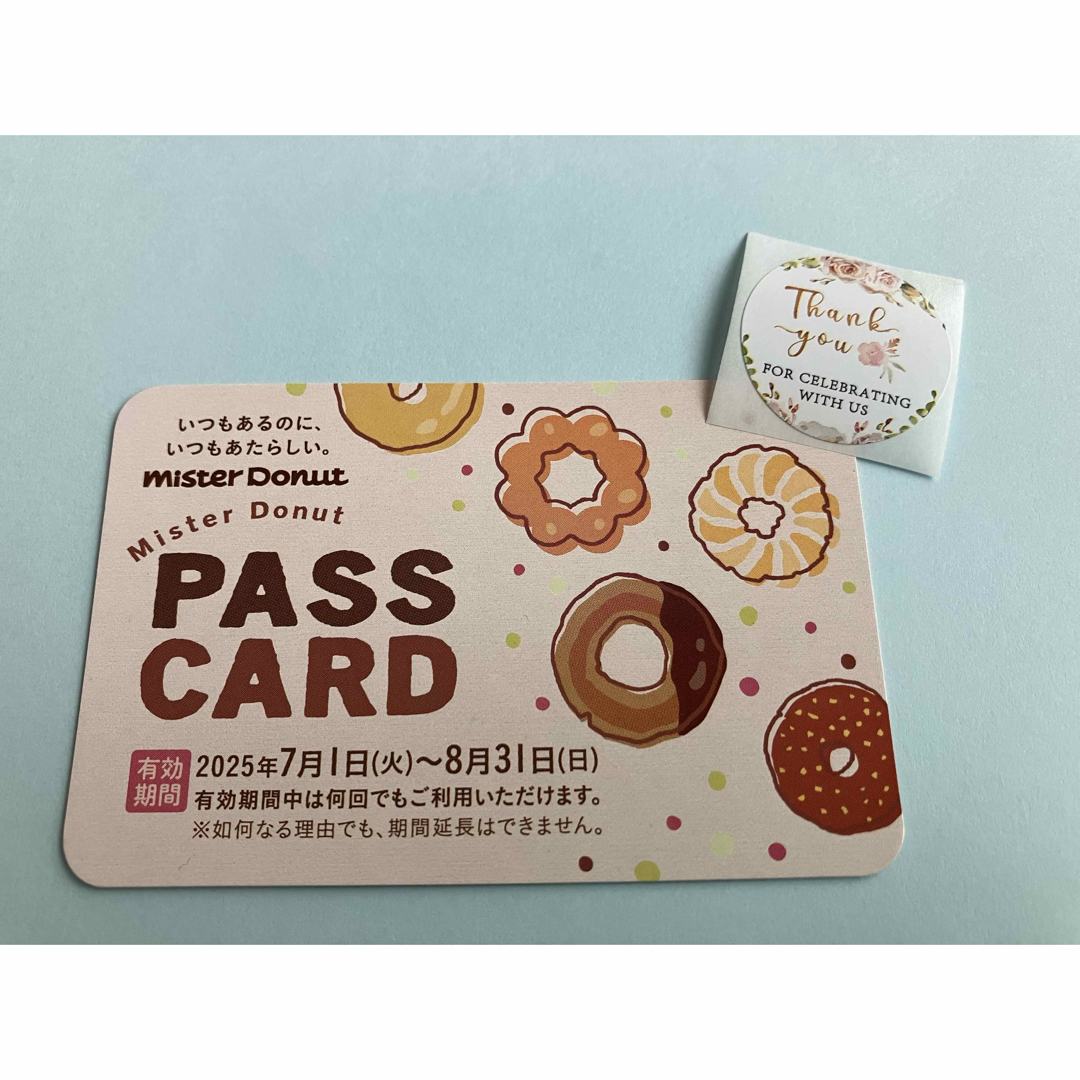 いつもあるのに、
いつもあたらしい。
mister Donut
Mister Donut
PASS
CARD
有効
期間
2025年7月1日(火)〜8月31日(日)
有効期間中は何回でもご利用いただけます。
※如何なる理由でも、期間延長はできません。
Thank
you
FOR CELEBRATING
WITH US